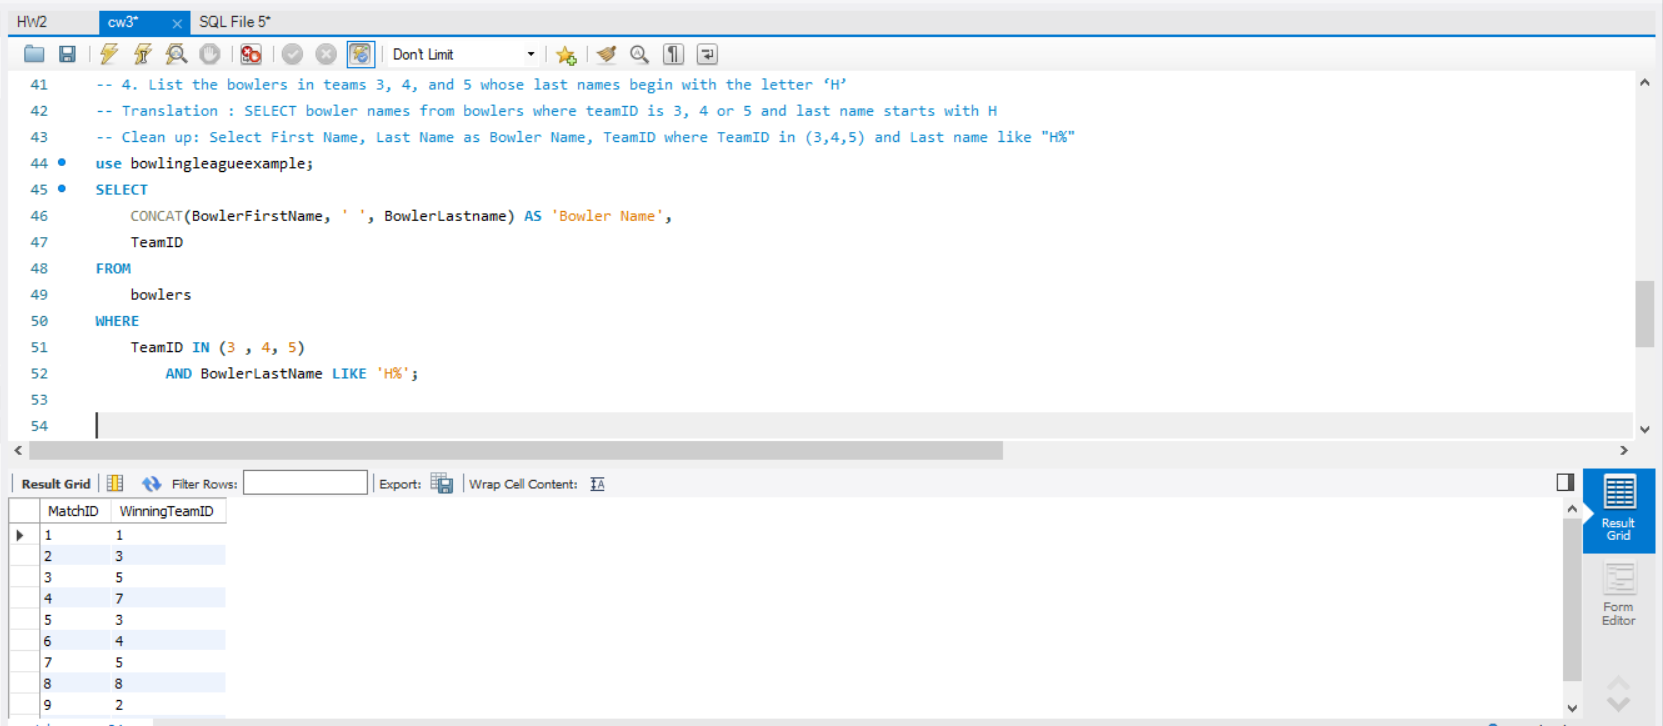 HW2 cw3* SQL File 5*
Don't Limit
41 -- 4. List the bowlers in teams 3, 4, and 5 whose last names begin with the letter ‘H’
42 -- Translation : SELECT bowler names from bowlers where teamID is 3, 4 or 5 and last name starts with H
43 -- Clean up: Select First Name, Last Name as Bowler Name, TeamID where TeamID in (3,4,5) and Last name like "H%"
44 use bowlingleagueexample;
45 SELECT
46 CONCAT(BowlerFirstName, ' ', BowlerLastname) AS 'Bowler Name',
47 TeamID
48 FROM
49 bowlers
50 WHERE
51 TeamID IN (3 , 4, 5)
52 AND BowlerLastName LIKE 'H%';
53
54
Result Grid Filter Rows: Export: Wrap Cell Content:
MatchID WinningTeamID
1 1
2 3
3 5
4 7
5 3
6 4
7 5
8 8
9 2
Result
Grid
Form
Editor